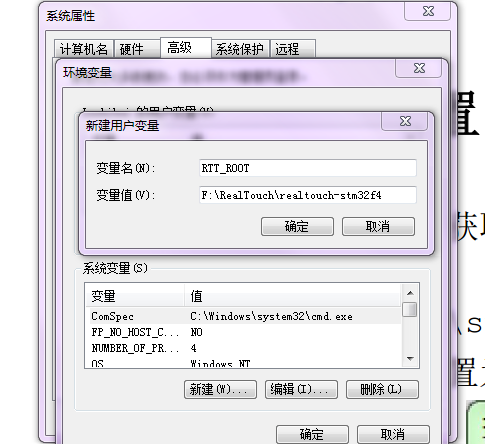 系统属性
计算机名 硬件 高级 系统保护 远程
环境变量
的用户变量(U)
新建用户变量
变量名(N): RTT_ROOT
变量值(V): F:\RealTouch\realtouch-stm32f4
确定 取消
系统变量(S)
变量 值
ComSpec C:\Windows\system32\cmd.exe
FP_NO_HOST_C... NO
NUMBER_OF_PR... 4
OS Windows_NT
新建(W)... 编辑(I)... 删除(L)
确定 取消
置
获取
\s
置